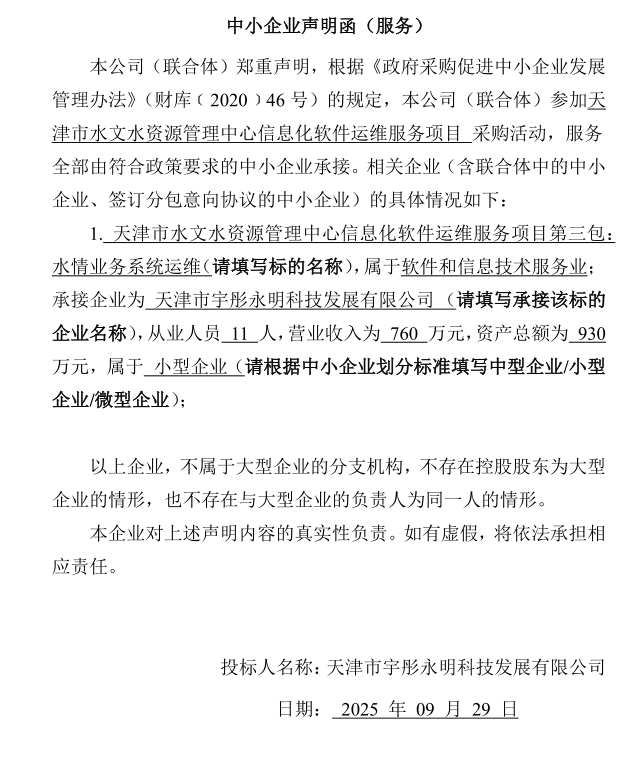 中小企业声明函（服务）
本公司（联合体）郑重声明，根据《政府采购促进中小企业发展
管理办法》（财库﹝2020﹞46 号）的规定，本公司（联合体）参加天
津市水文水资源管理中心信息化软件运维服务项目 采购活动，服务
全部由符合政策要求的中小企业承接。相关企业（含联合体中的中小
企业、签订分包意向协议的中小企业）的具体情况如下：
1. 天津市水文水资源管理中心信息化软件运维服务项目第三包：
水情业务系统运维（请填写标的名称），属于软件和信息技术服务业；
承接企业为 天津市宇彤永明科技发展有限公司 （请填写承接该标的
企业名称），从业人员 11 人，营业收入为 760 万元，资产总额为 930
万元，属于 小型企业（请根据中小企业划分标准填写中型企业/小型
企业/微型企业）；
以上企业，不属于大型企业的分支机构，不存在控股股东为大型
企业的情形，也不存在与大型企业的负责人为同一人的情形。
本企业对上述声明内容的真实性负责。如有虚假，将依法承担相
应责任。
投标人名称：天津市宇彤永明科技发展有限公司
日期： 2025 年 09 月 29 日